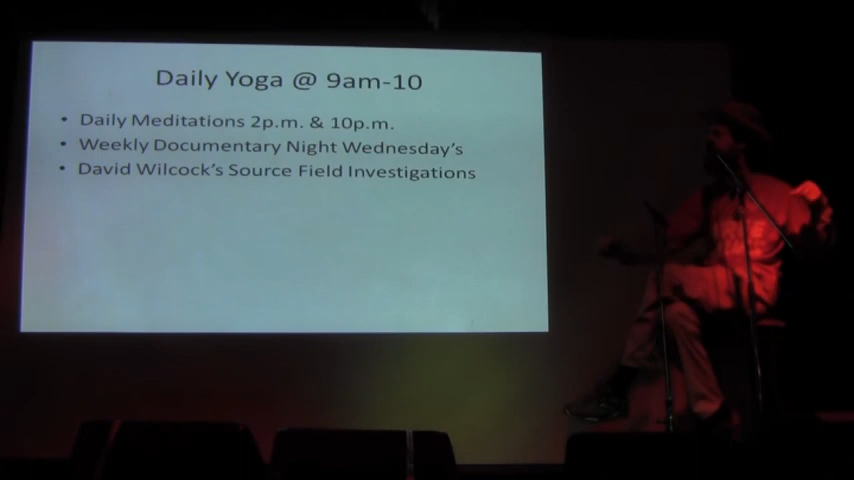 Daily Yoga @ 9am-10
• Daily Meditations 2p.m. & 10p.m.
• Weekly Documentary Night Wednesday's
• David Wilcock's Source Field Investigations